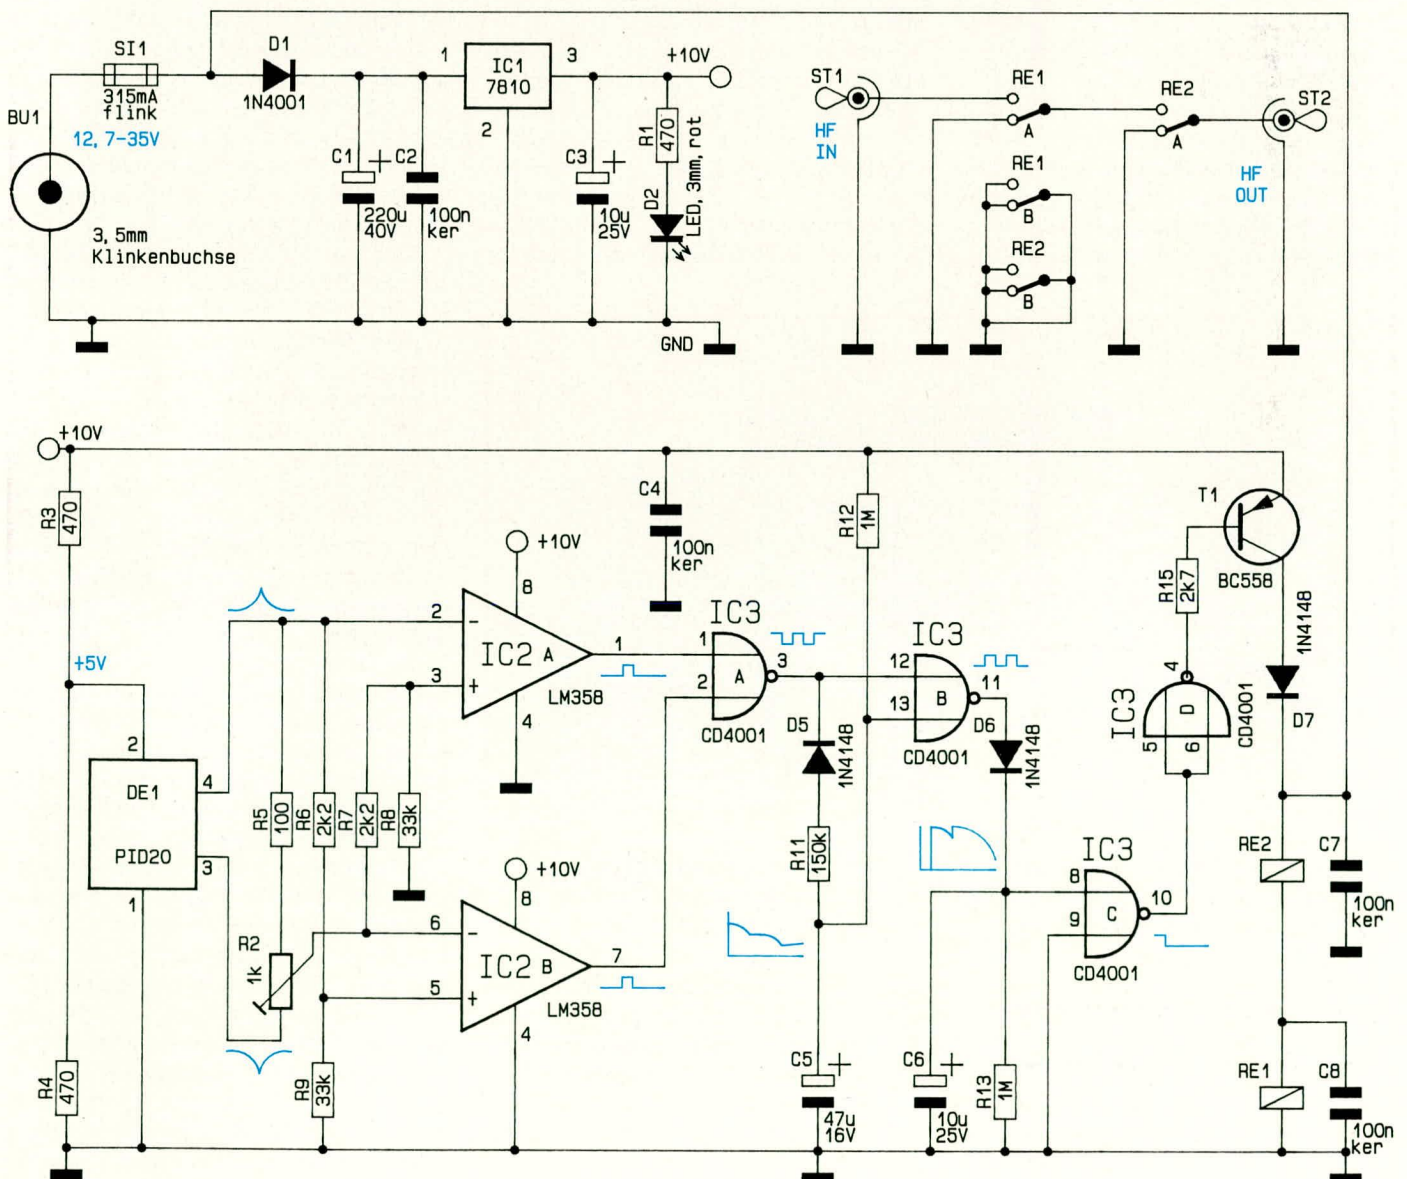 SI1
315mA
flink
12,7-35V
BU1
3,5mm
Klinkenbuchse
D1
1N4001
C1
220u
40V
C2
100n
ker
1
IC1
7810
3
2
+10V
C3
10u
25V
R1
470
D2
LED, 3mm, rot
GND
ST1
HF
IN
RE1
A
RE2
A
ST2
HF
OUT
RE1
B
RE2
B
+10V
R3
470
+5V
2
DE1
PID20
4
3
1
R4
470
R5
100
R6
2k2
R7
2k2
R8
33k
R2
1k
R9
33k
2
3
IC2 A
8
+10V
1
4
LM358
6
5
IC2 B
8
+10V
7
4
LM358
C4
100n
ker
IC3
1
2
A
3
CD4001
R12
1M
IC3
12
13
B
11
CD4001
D5
1N4148
R11
150k
D6
1N4148
C5
47u
16V
C6
10u
25V
R13
1M
IC3
8
9
C
10
CD4001
IC3
5
6
D
4
CD4001
R15
2k7
T1
BC558
1N4148
D7
RE2
C7
100n
ker
RE1
C8
100n
ker